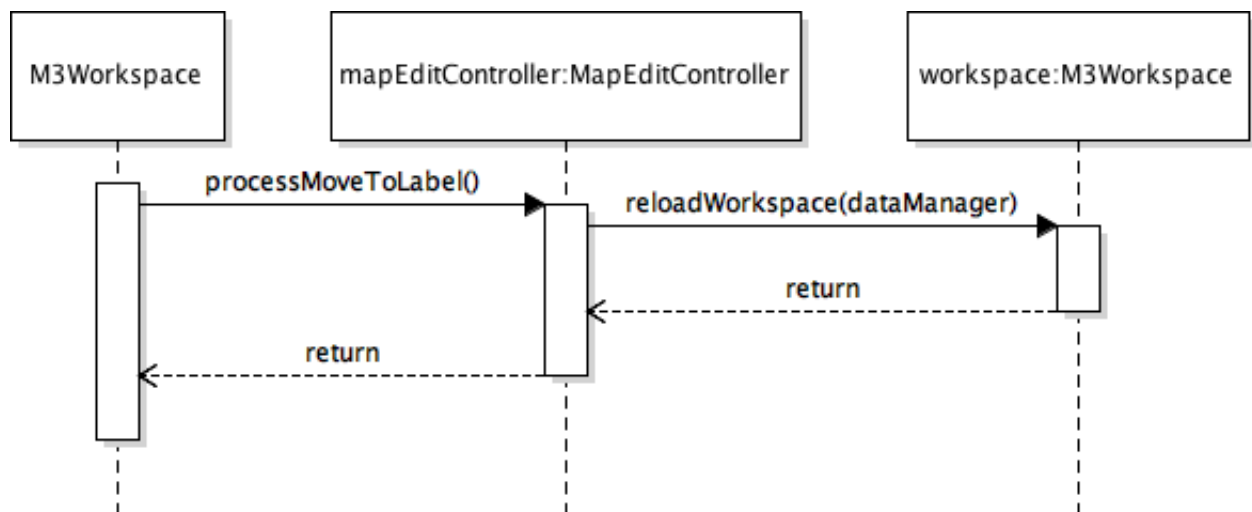 M3Workspace
mapEditController:MapEditController
workspace:M3Workspace
processMoveToLabel()
reloadWorkspace(dataManager)
return
return